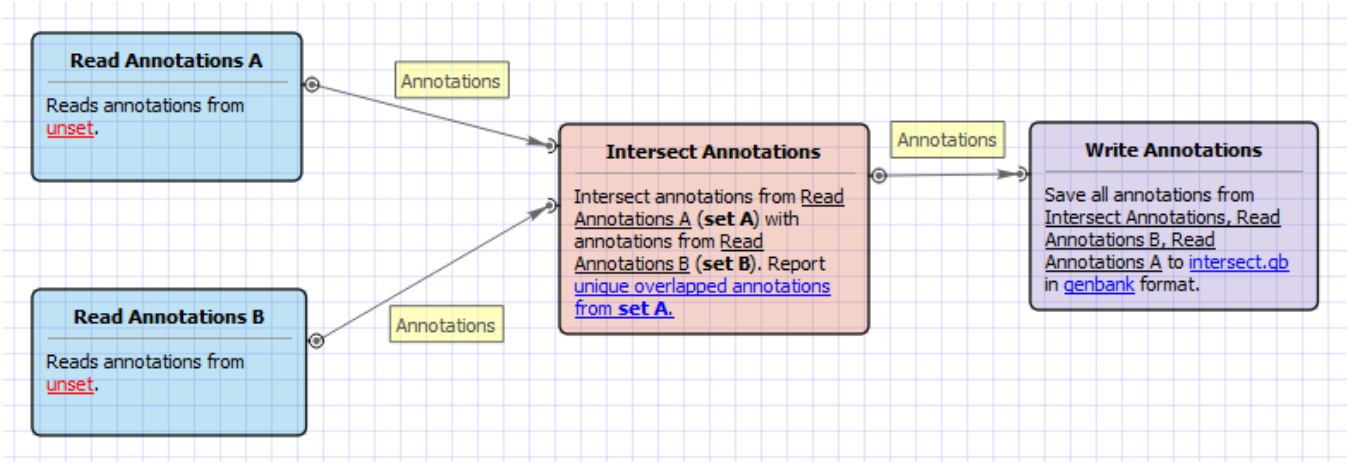 Read Annotations A
Reads annotations from
unset.
Annotations
Read Annotations B
Reads annotations from
unset.
Annotations
Intersect Annotations
Intersect annotations from Read
Annotations A (set A) with
annotations from Read
Annotations B (set B). Report
unique overlapped annotations
from set A.
Annotations
Write Annotations
Save all annotations from
Intersect Annotations, Read
Annotations B, Read
Annotations A to intersect.gb
in genbank format.